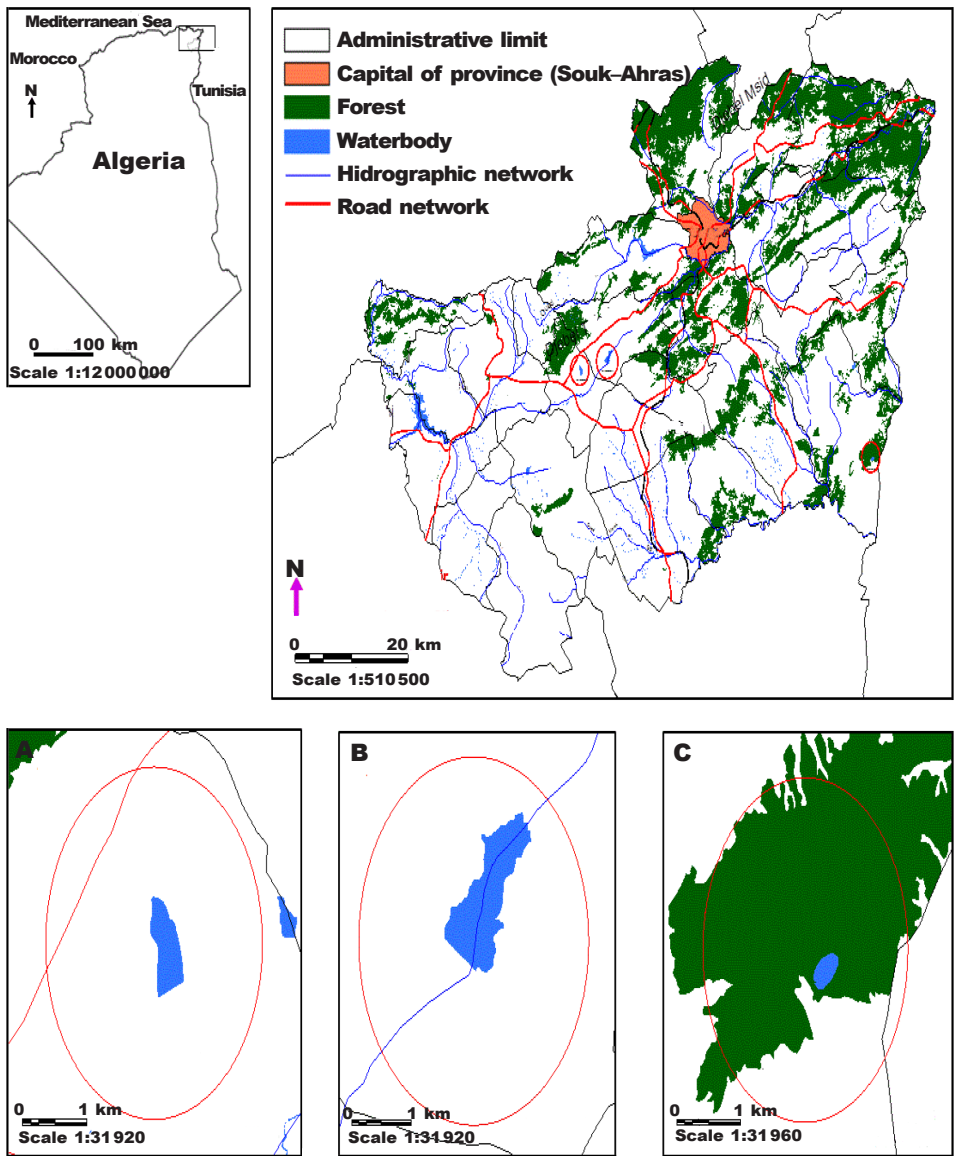 Mediterranean Sea
Morocco
N
Tunisia
Algeria
0 100 km
Scale 1:12 000 000
Administrative limit
Capital of province (Souk–Ahras)
Forest
Waterbody
Hidrographic network
Road network
Msid
N
0 20 km
Scale 1:510 500
A
0 1 km
Scale 1:31 920
B
0 1 km
Scale 1:31 920
C
0 1 km
Scale 1:31 960